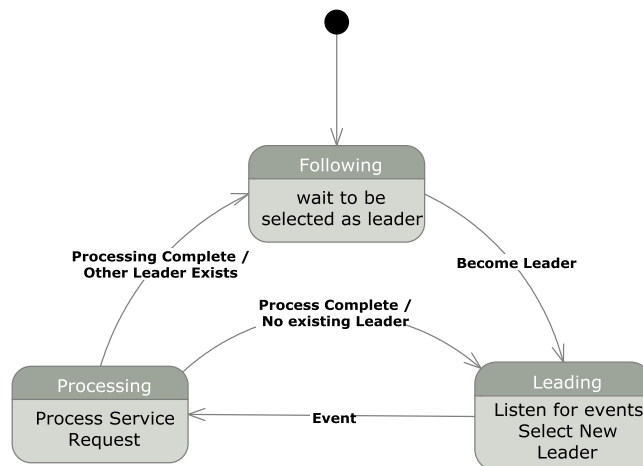 Following
wait to be
selected as leader
Processing Complete /
Other Leader Exists
Become Leader
Process Complete /
No existing Leader
Processing
Process Service
Request
Event
Leading
Listen for events
Select New
Leader